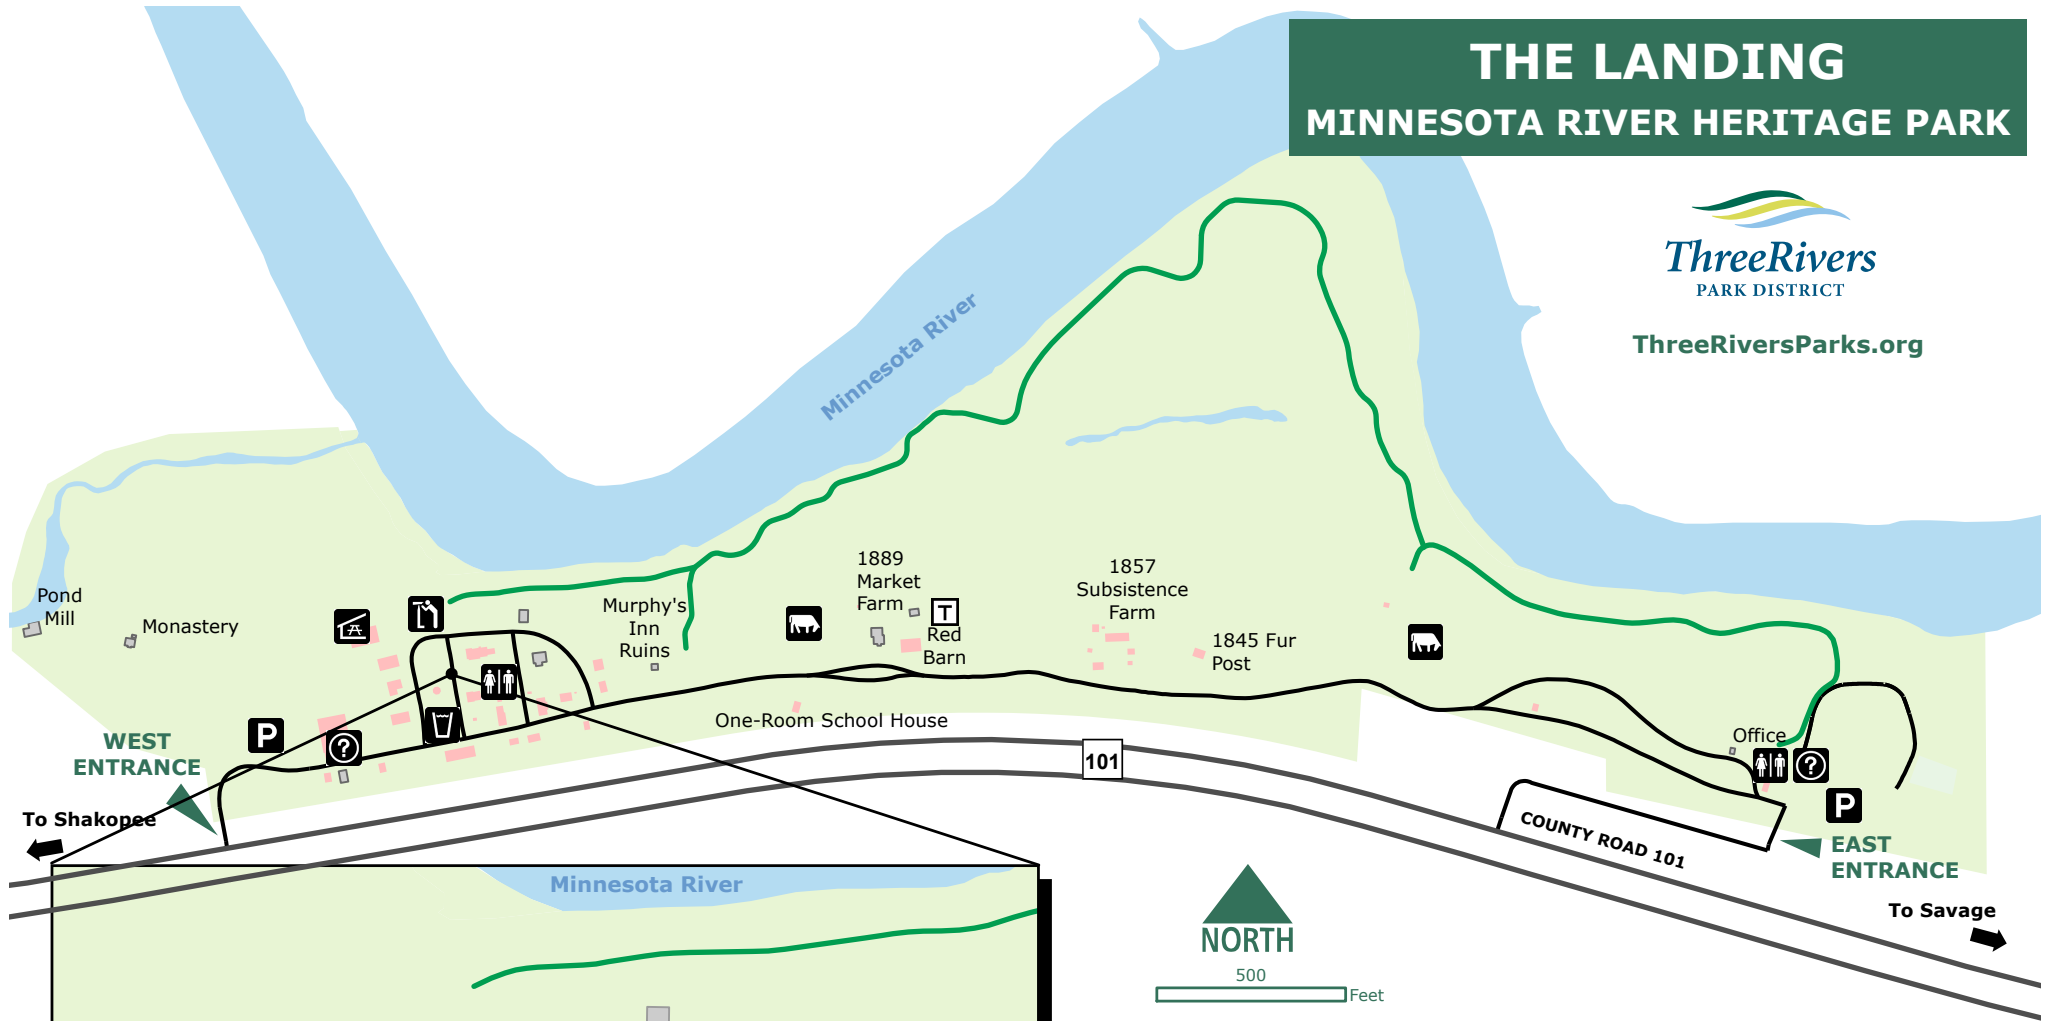 THE LANDING
MINNESOTA RIVER HERITAGE PARK
ThreeRivers
PARK DISTRICT
ThreeRiversParks.org
Minnesota River
Pond
Mill
Monastery
Murphy's
Inn
Ruins
1889
Market
Farm
T
Red
Barn
1857
Subsistence
Farm
1845 Fur
Post
One-Room School House
P
?
WEST
ENTRANCE
To Shakopee
101
Office
?
P
COUNTY ROAD 101
EAST
ENTRANCE
To Savage
Minnesota River
NORTH
500
Feet